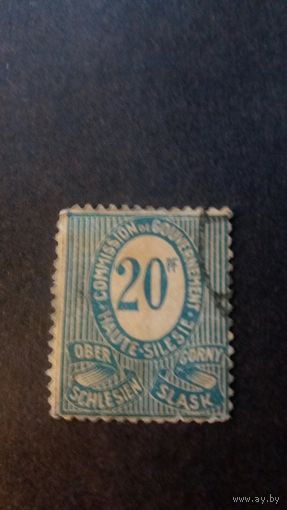 COMMISSION DE GOUVERNEMENT
20 PF
HAUTE-SILESIE
OBER GORNY
SCHLESIEN SLASK
www.ay.by